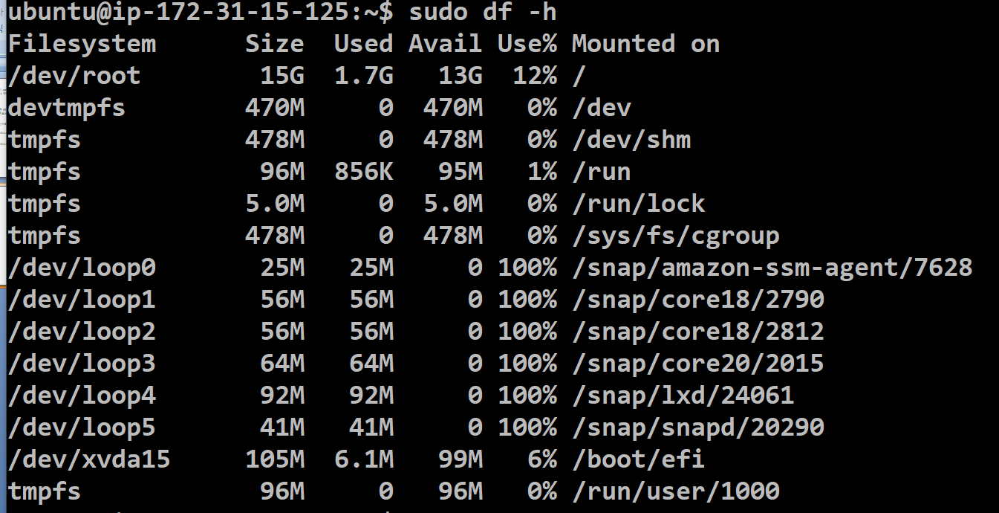 ubuntu@ip-172-31-15-125:~$ sudo df -h
Filesystem      Size  Used Avail Use% Mounted on
/dev/root        15G  1.7G   13G  12% /
devtmpfs        470M     0  470M   0% /dev
tmpfs           478M     0  478M   0% /dev/shm
tmpfs            96M  856K   95M   1% /run
tmpfs           5.0M     0  5.0M   0% /run/lock
tmpfs           478M     0  478M   0% /sys/fs/cgroup
/dev/loop0       25M   25M     0 100% /snap/amazon-ssm-agent/7628
/dev/loop1       56M   56M     0 100% /snap/core18/2790
/dev/loop2       56M   56M     0 100% /snap/core18/2812
/dev/loop3       64M   64M     0 100% /snap/core20/2015
/dev/loop4       92M   92M     0 100% /snap/lxd/24061
/dev/loop5       41M   41M     0 100% /snap/snapd/20290
/dev/xvda15     105M  6.1M   99M   6% /boot/efi
tmpfs            96M     0   96M   0% /run/user/1000